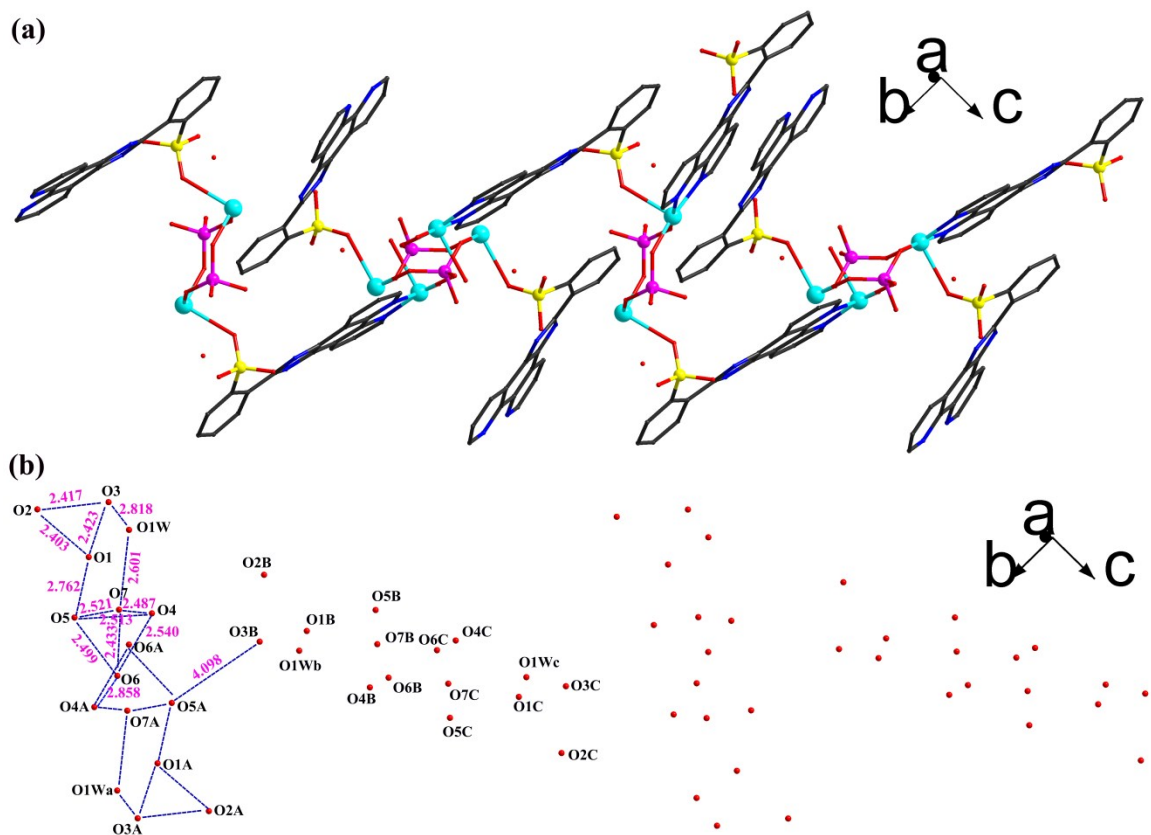 (a)
a
b c
(b)
O3
2.417 2.818
O2
O1W
2.423
2.403
O1
2.601
2.762
O7
2.521 2.487
O4
O5
2.540
2.433
2.499
O6A
O6
2.858
O4A
O7A
O5A
4.098
O1A
O1Wa
O2A
O3A
O2B
O1B
O3B
O1Wb
O5B
O7B
O6C
O4C
O4B
O6B
O7C
O5C
O1Wc
O3C
O1C
O2C
a
b c